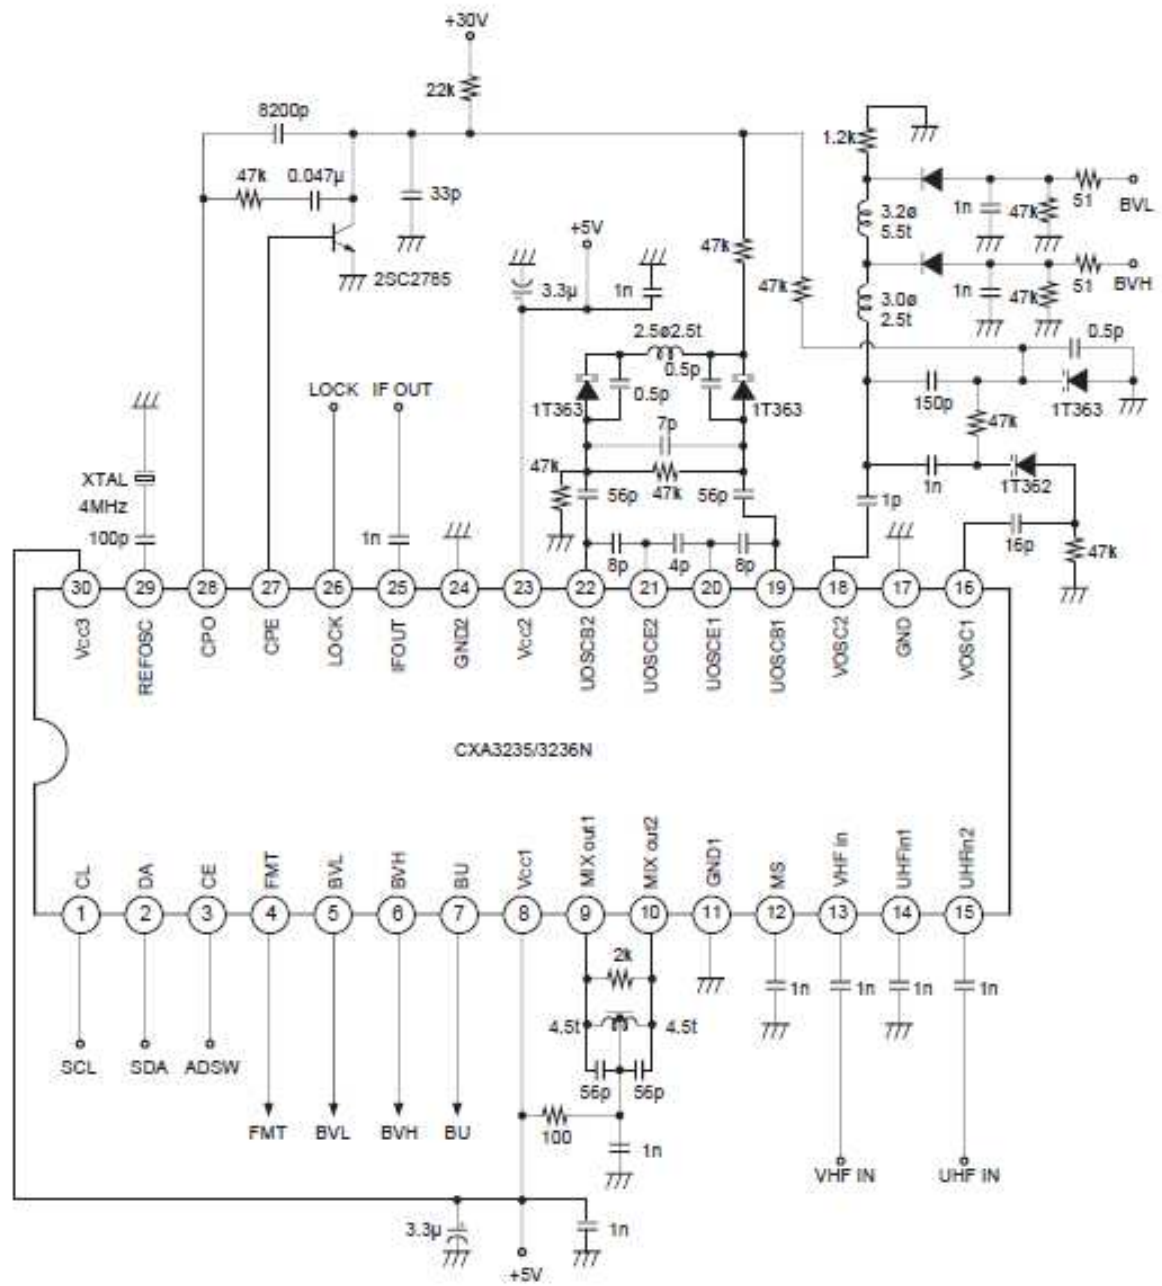 +30V
22k
8200p
47k
0.047µ
33p
2SC2785
+5V
3.3µ
1n
47k
47k
1.2k
3.2ø
5.5t
1n
47k
51
BVL
3.0ø
2.5t
1n
47k
51
BVH
2.5ø2.5t
0.5p
0.5p
1T363
1T363
7p
47k
47k
56p
56p
8p
4p
8p
0.5p
150p
1T363
47k
1n
1T362
1p
16p
47k
LOCK
IF OUT
XTAL
4MHz
100p
1n
30
29
28
27
26
25
24
23
22
21
20
19
18
17
16
Vcc3
REFOSC
CPO
CPE
LOCK
IFOUT
GND2
Vcc2
UOSCB2
UOSCE2
UOSCE1
UOSCB1
VOSC2
GND
VOSC1
CXA3235/3236N
CL
DA
CE
FMT
BVL
BVH
BU
Vcc1
MIX out1
MIX out2
GND1
MS
VHF in
UHFin1
UHFin2
1
2
3
4
5
6
7
8
9
10
11
12
13
14
15
2k
4.5t
4.5t
56p
56p
100
1n
1n
1n
1n
1n
SCL
SDA
ADSW
FMT
BVL
BVH
BU
VHF IN
UHF IN
3.3µ
1n
+5V